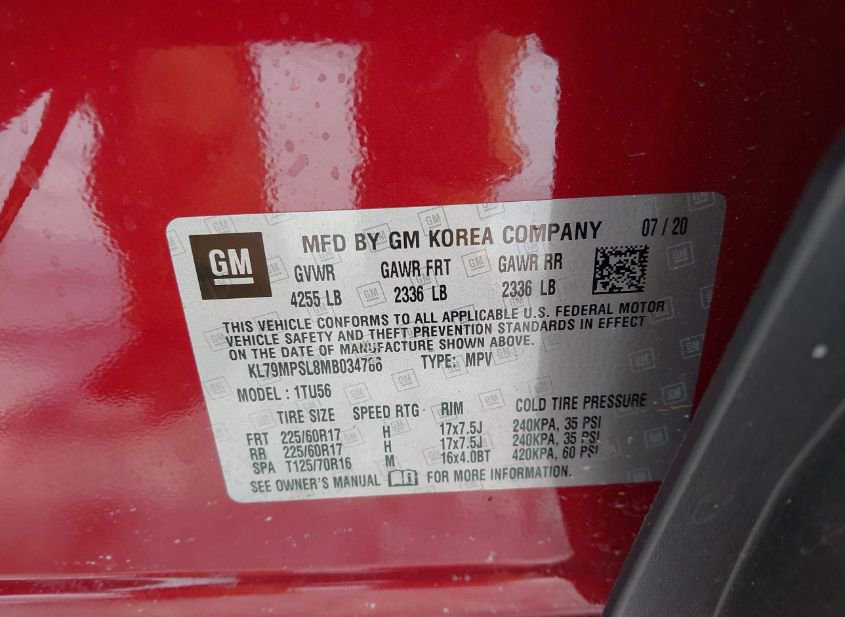 GM
MFD BY GM KOREA COMPANY 07 / 20
GVWR GAWR FRT GAWR RR
4255 LB 2336 LB 2336 LB
THIS VEHICLE CONFORMS TO ALL APPLICABLE U.S. FEDERAL MOTOR
VEHICLE SAFETY AND THEFT PREVENTION STANDARDS IN EFFECT
ON THE DATE OF MANUFACTURE SHOWN ABOVE.
KL79MPSL8MB034766 TYPE: MPV
MODEL : 1TU56
TIRE SIZE SPEED RTG RIM COLD TIRE PRESSURE
FRT 225/60R17 H 17x7.5J 240KPA, 35 PSI
RR 225/60R17 H 17x7.5J 240KPA, 35 PSI
SPA T125/70R16 M 16x4.0BT 420KPA, 60 PSI
SEE OWNER'S MANUAL FOR MORE INFORMATION.